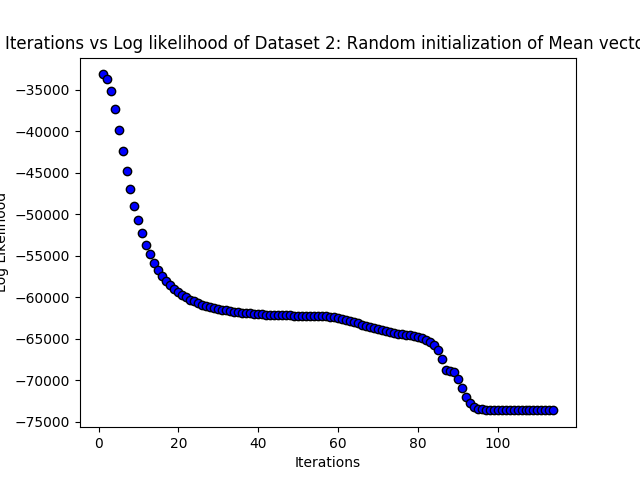 Iterations vs Log likelihood of Dataset 2: Random initialization of Mean vecto
Log Likelihood
−35000
−40000
−45000
−50000
−55000
−60000
−65000
−70000
−75000
0 20 40 60 80 100
Iterations